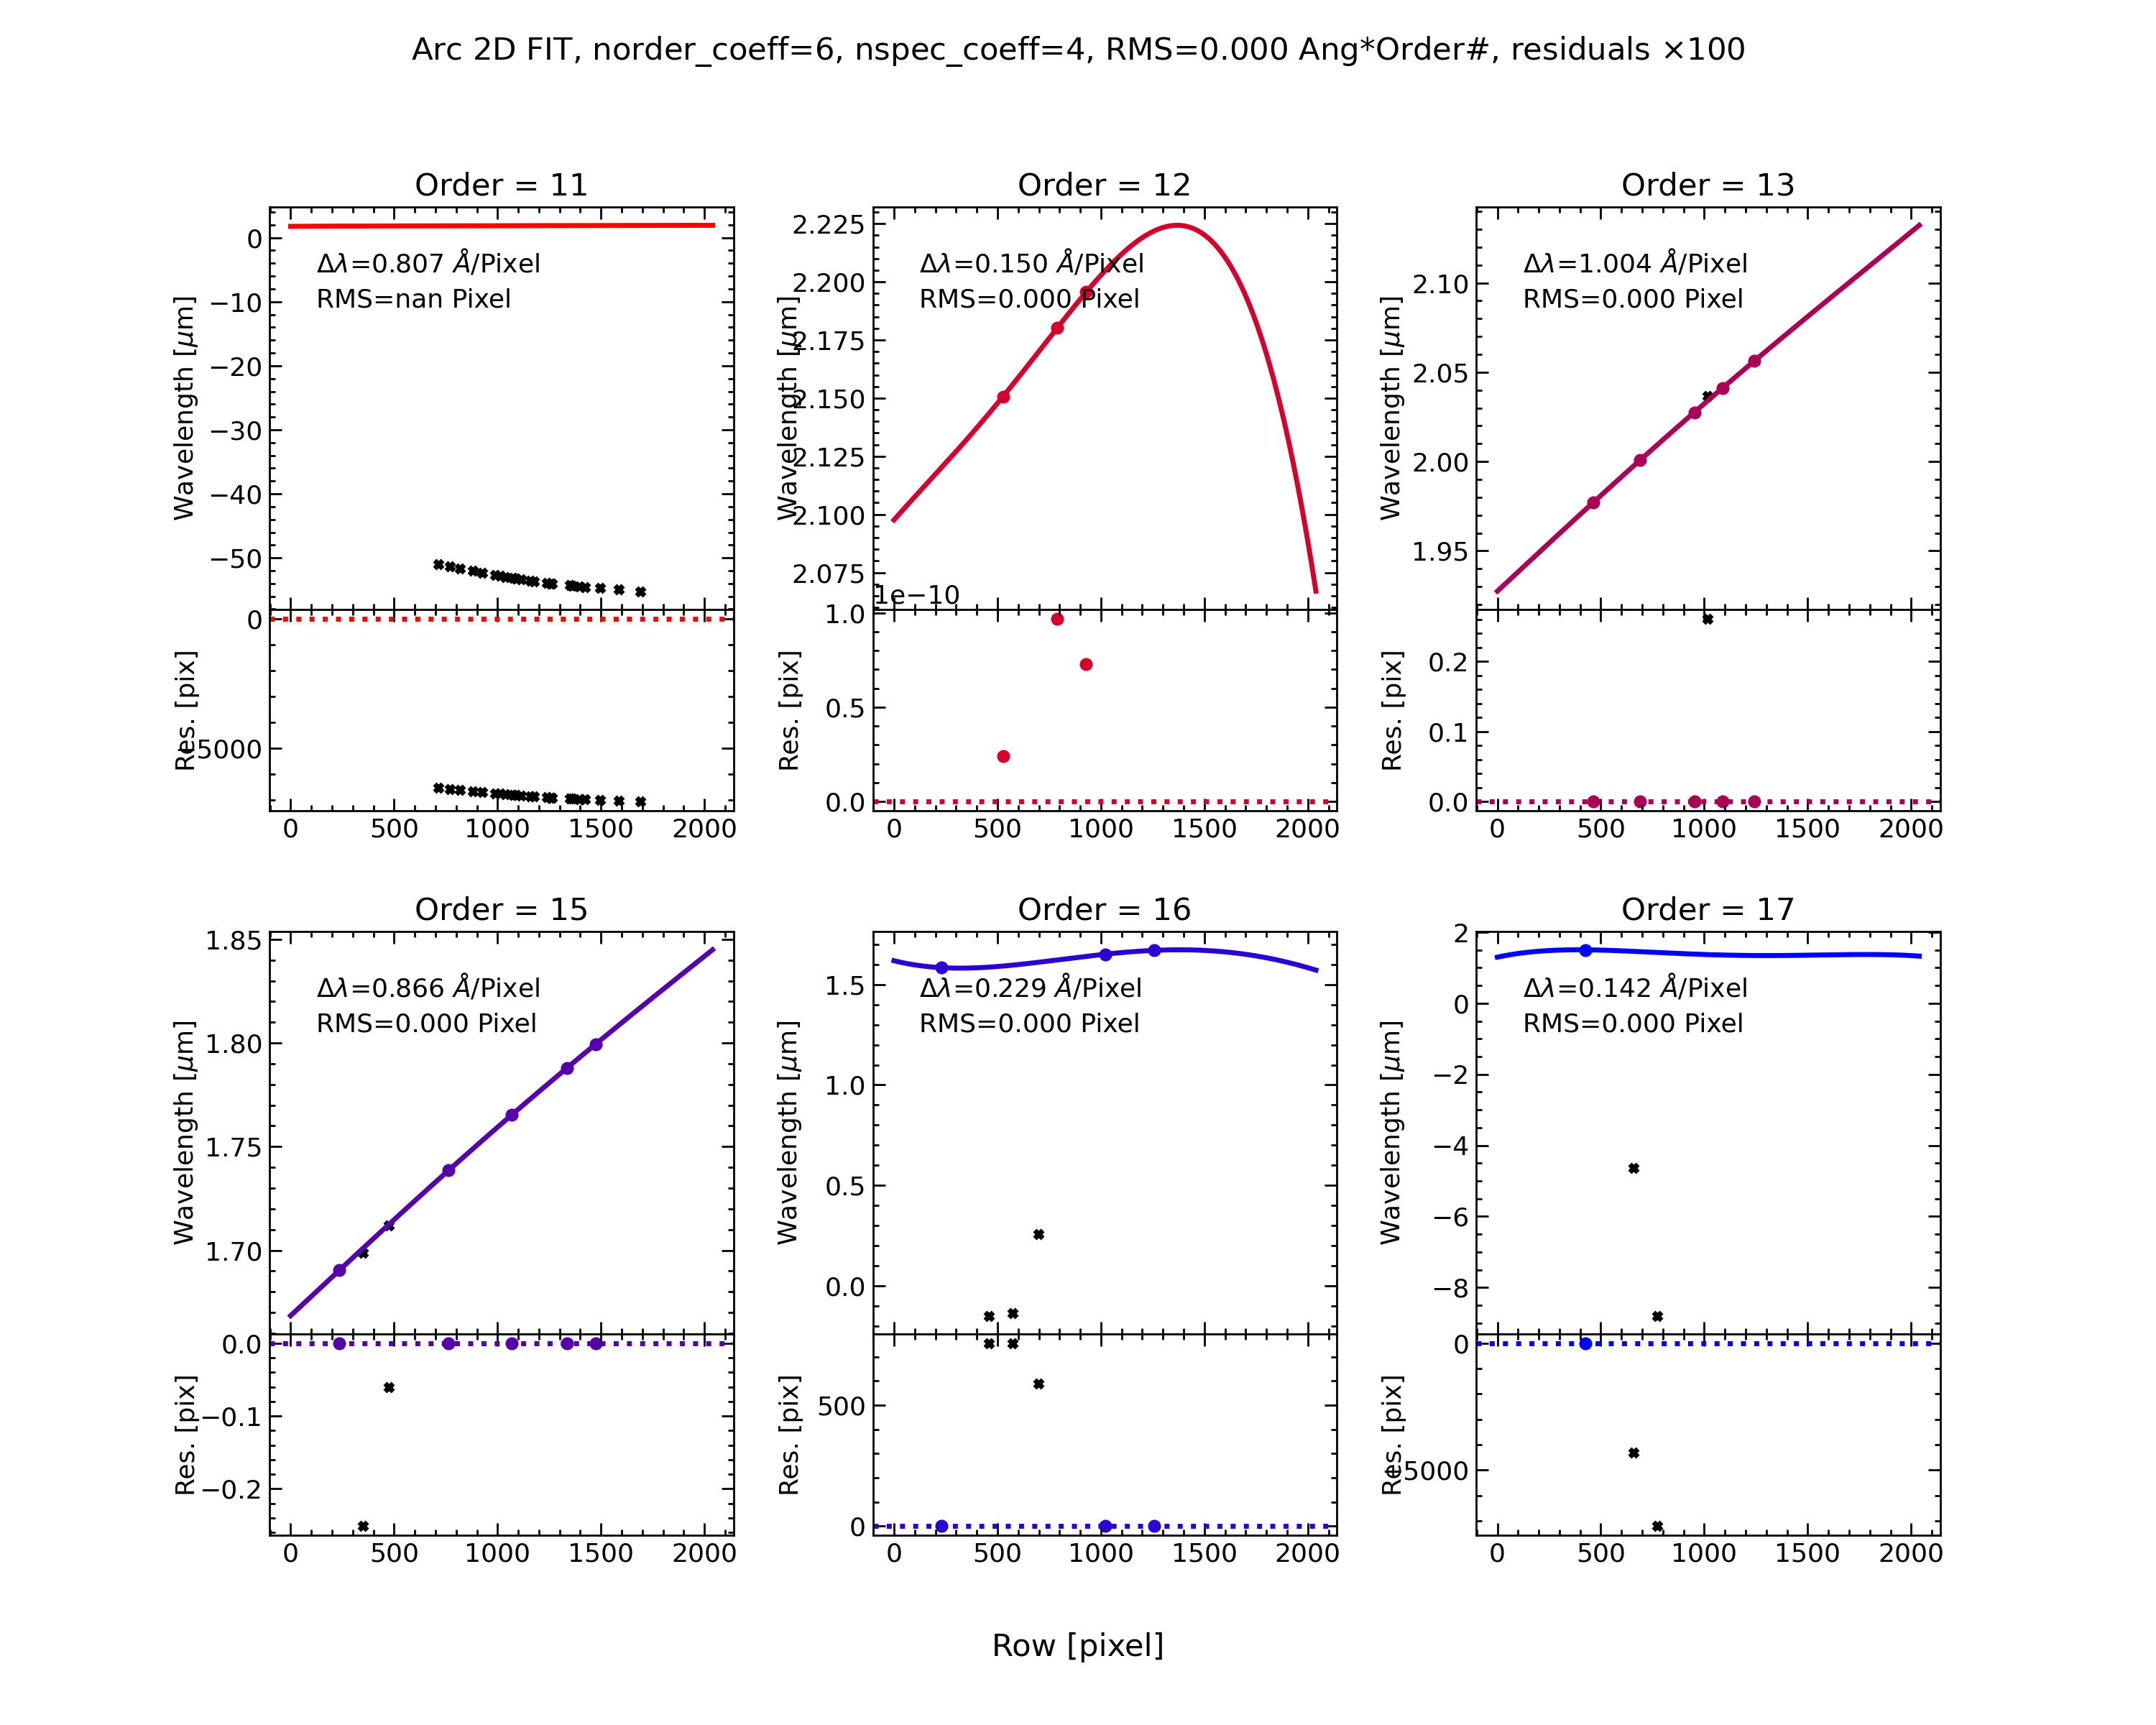 Arc 2D FIT, norder_coeff=6, nspec_coeff=4, RMS=0.000 Ang*Order#, residuals ×100
Order = 11
Δλ=0.807 Å/Pixel
RMS=nan Pixel
Wavelength [μm]
0
−10
−20
−30
−40
−50
Res. [pix]
0
−5000
0 500 1000 1500 2000
Order = 12
Δλ=0.150 Å/Pixel
RMS=0.000 Pixel
Wavelength [μm]
2.225
2.200
2.175
2.150
2.125
2.100
2.075
1e−10
Res. [pix]
1.0
0.5
0.0
0 500 1000 1500 2000
Order = 13
Δλ=1.004 Å/Pixel
RMS=0.000 Pixel
Wavelength [μm]
2.10
2.05
2.00
1.95
Res. [pix]
0.2
0.1
0.0
0 500 1000 1500 2000
Order = 15
Δλ=0.866 Å/Pixel
RMS=0.000 Pixel
Wavelength [μm]
1.85
1.80
1.75
1.70
Res. [pix]
0.0
−0.1
−0.2
0 500 1000 1500 2000
Order = 16
Δλ=0.229 Å/Pixel
RMS=0.000 Pixel
Wavelength [μm]
1.5
1.0
0.5
0.0
Res. [pix]
500
0
0 500 1000 1500 2000
Order = 17
Δλ=0.142 Å/Pixel
RMS=0.000 Pixel
Wavelength [μm]
2
0
−2
−4
−6
−8
Res. [pix]
0
−5000
0 500 1000 1500 2000
Row [pixel]